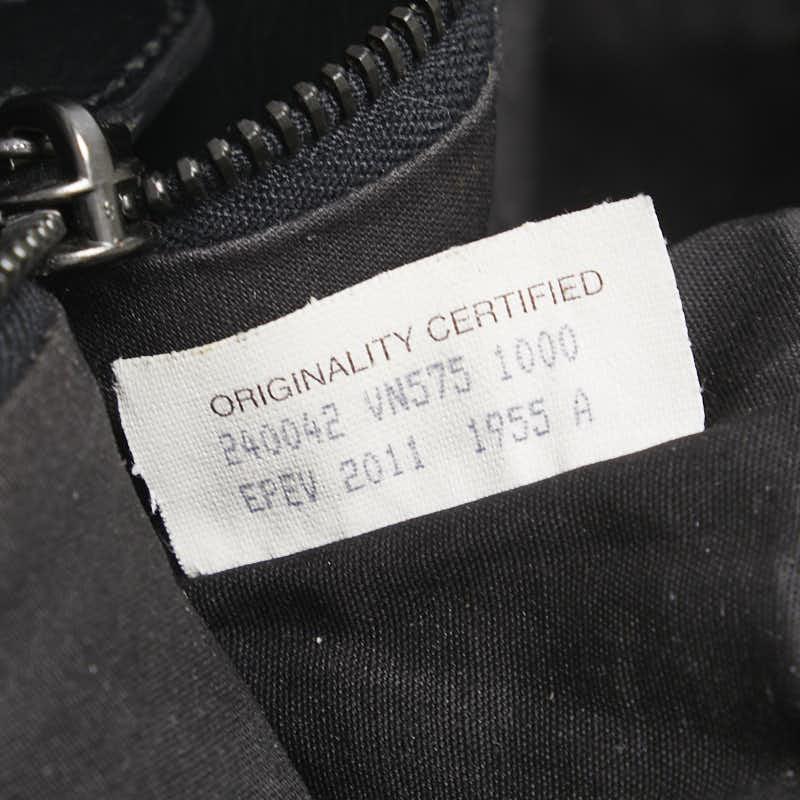 ORIGINALITY CERTIFIED
240042 VN575 1000
EPEV 2011 1955 A